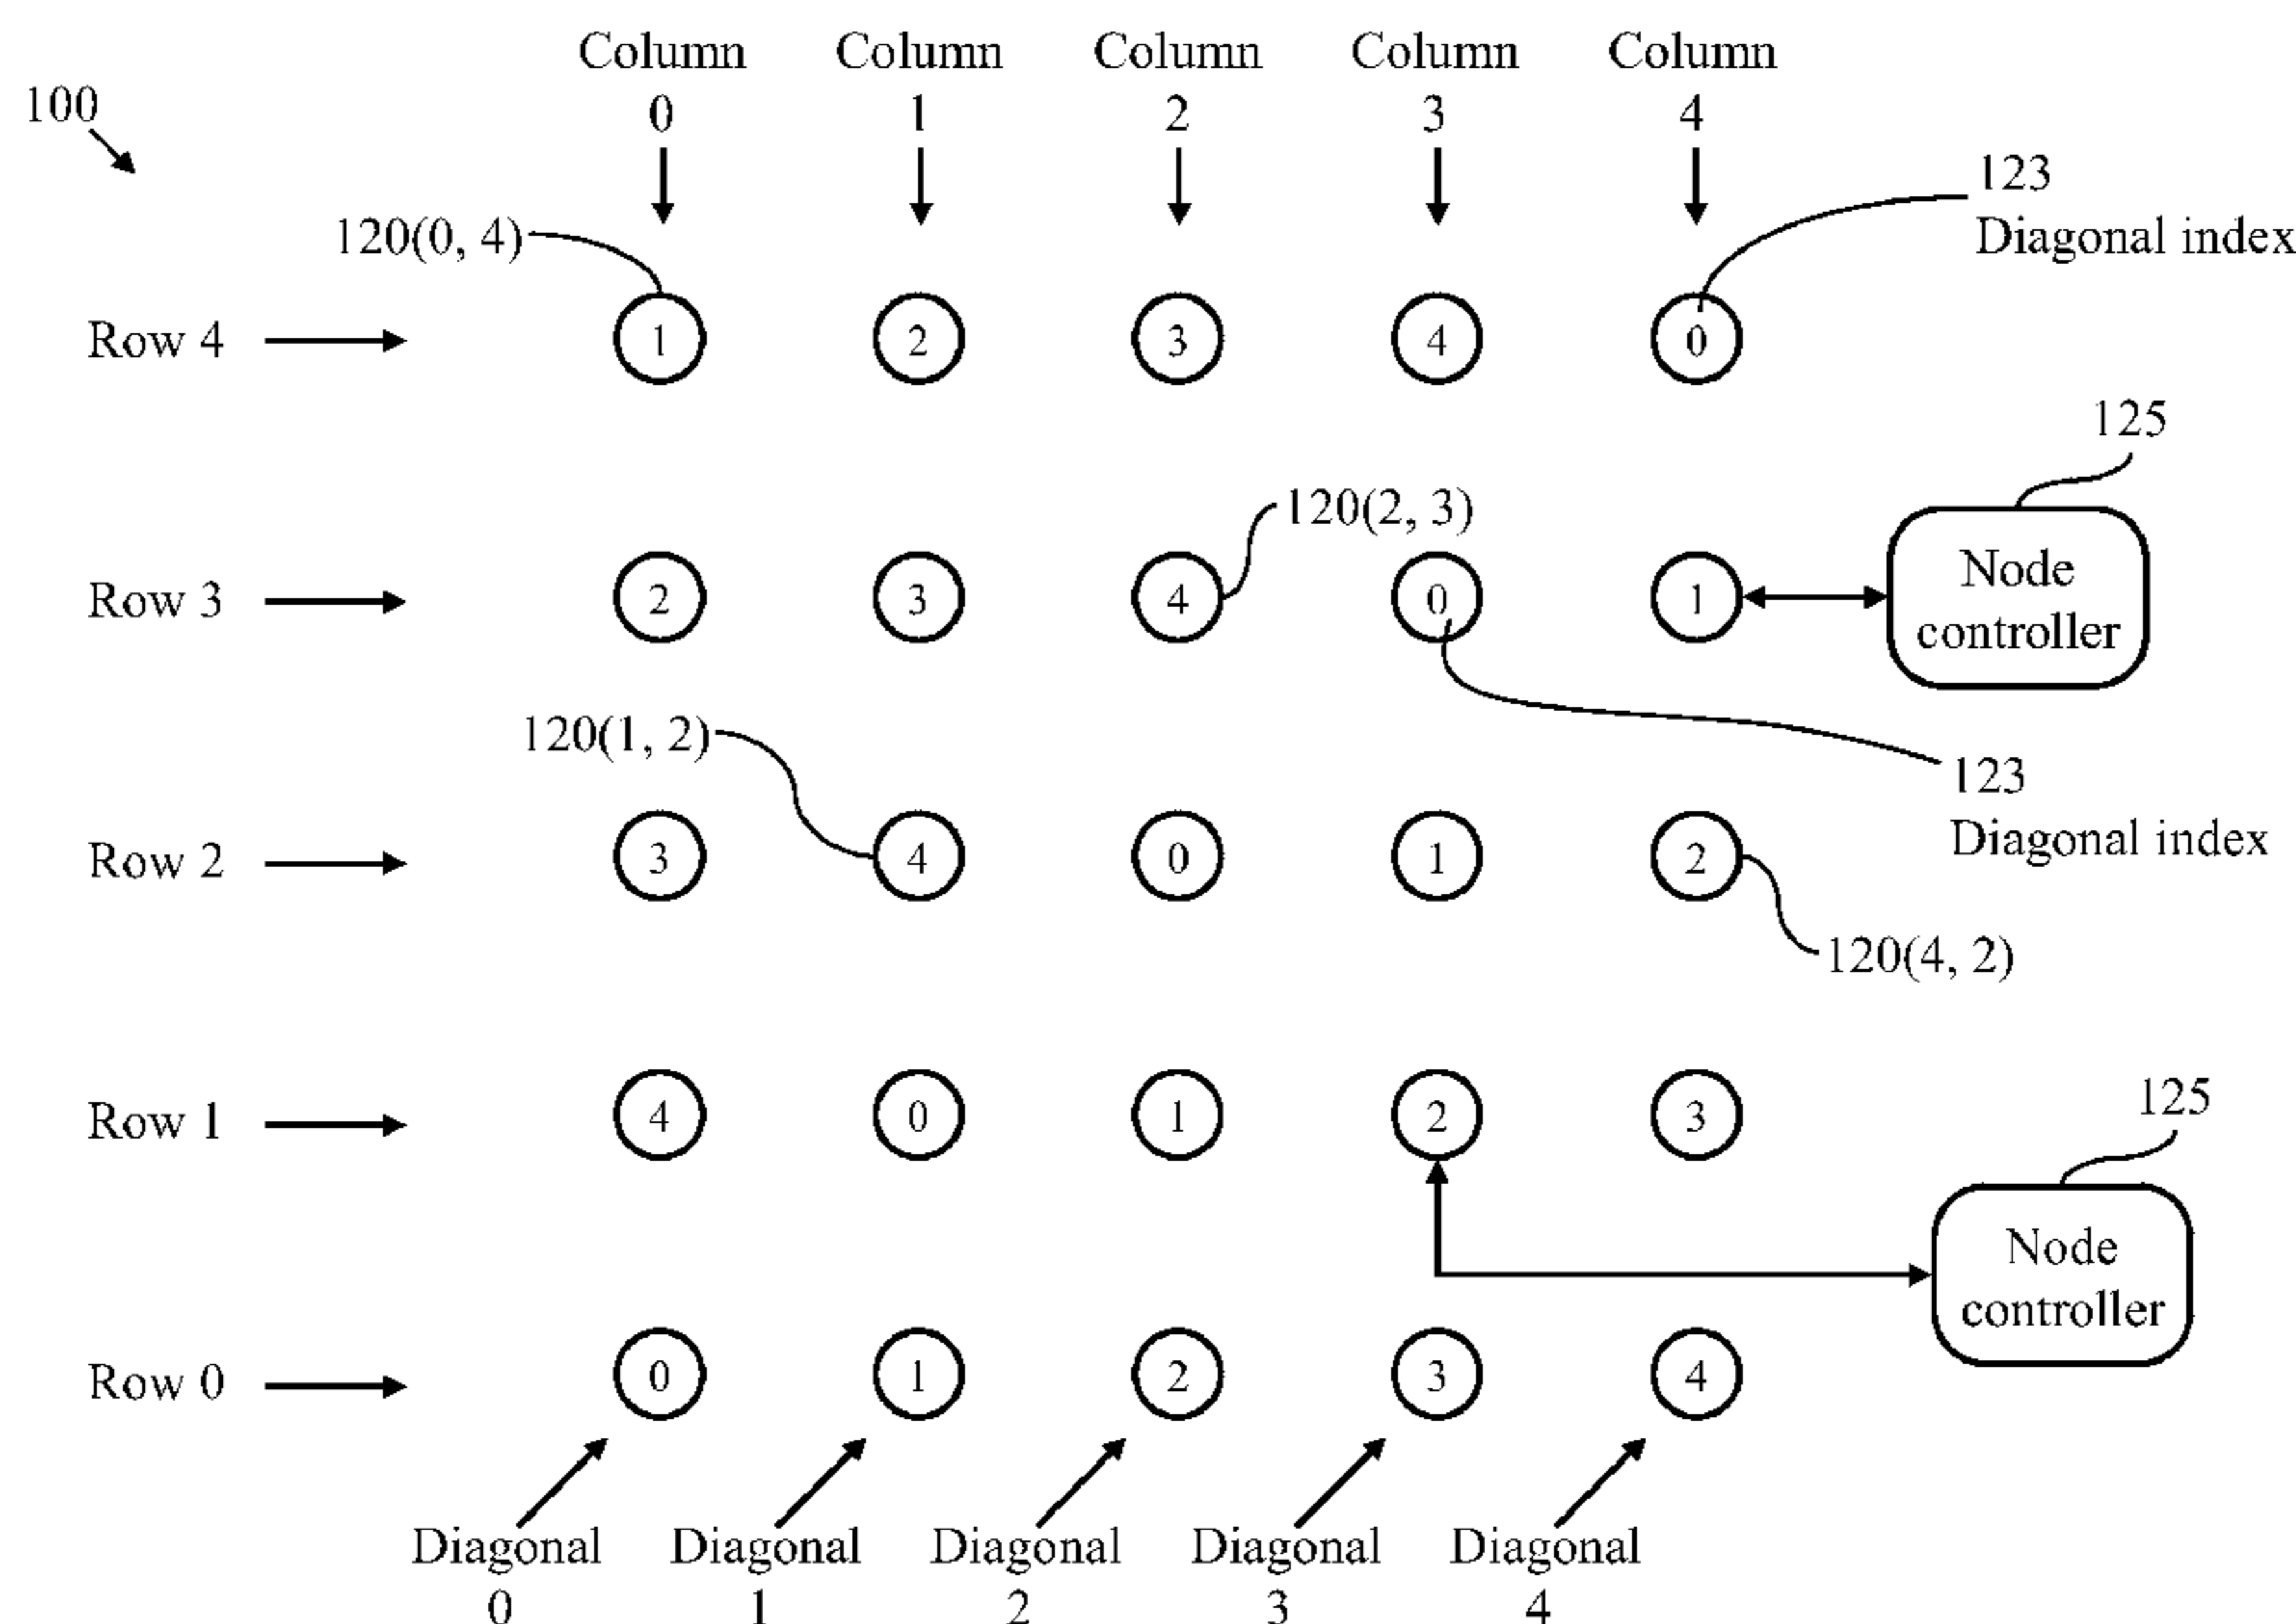 Column Column Column Column Column
0 1 2 3 4
100
123
Diagonal index
120(0, 4)
Row 4 1 2 3 4 0
125
120(2, 3)
Row 3 2 3 4 0 1
Node
controller
120(1, 2)
123
Diagonal index
Row 2 3 4 0 1 2
120(4, 2)
125
Row 1 4 0 1 2 3
Node
controller
Row 0 0 1 2 3 4
Diagonal Diagonal Diagonal Diagonal Diagonal
0 1 2 3 4